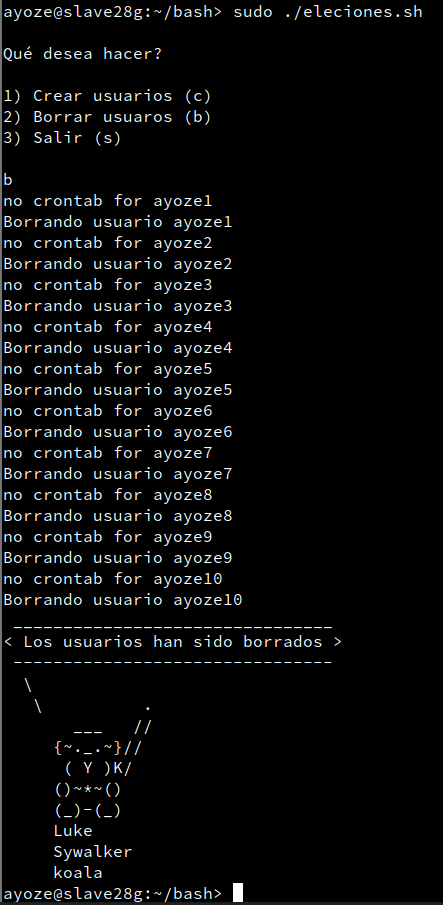 ayoze@slave28g:~/bash> sudo ./eleciones.sh

Qué desea hacer?

1) Crear usuarios (c)
2) Borrar usuaros (b)
3) Salir (s)

b
no crontab for ayoze1
Borrando usuario ayoze1
no crontab for ayoze2
Borrando usuario ayoze2
no crontab for ayoze3
Borrando usuario ayoze3
no crontab for ayoze4
Borrando usuario ayoze4
no crontab for ayoze5
Borrando usuario ayoze5
no crontab for ayoze6
Borrando usuario ayoze6
no crontab for ayoze7
Borrando usuario ayoze7
no crontab for ayoze8
Borrando usuario ayoze8
no crontab for ayoze9
Borrando usuario ayoze9
no crontab for ayoze10
Borrando usuario ayoze10
 ________________________________
< Los usuarios han sido borrados >
 --------------------------------
  \
   \          .
       ___   //
     {~._.~}//
      ( Y )K/
     ()~*~()
     (_)-(_)
     Luke
     Sywalker
     koala
ayoze@slave28g:~/bash>